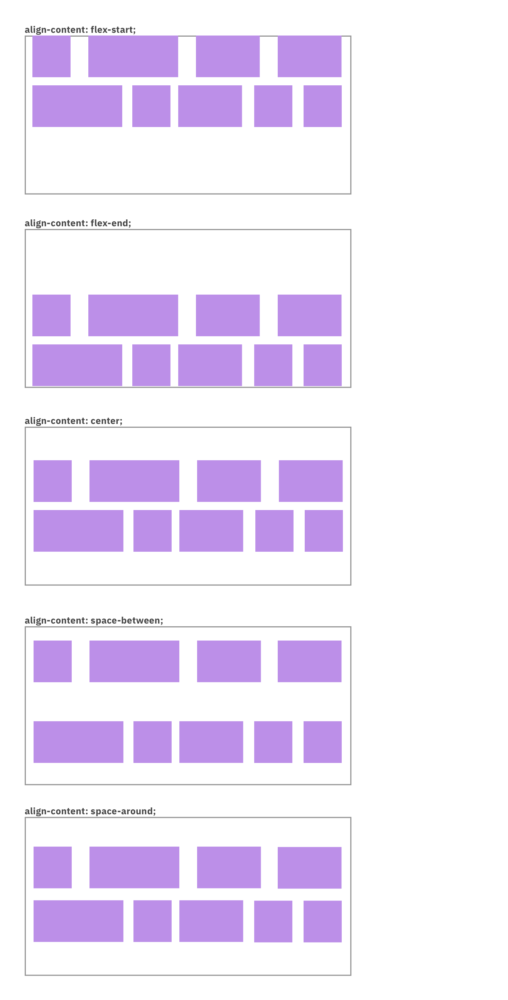 align-content: flex-start;
align-content: flex-end;
align-content: center;
align-content: space-between;
align-content: space-around;